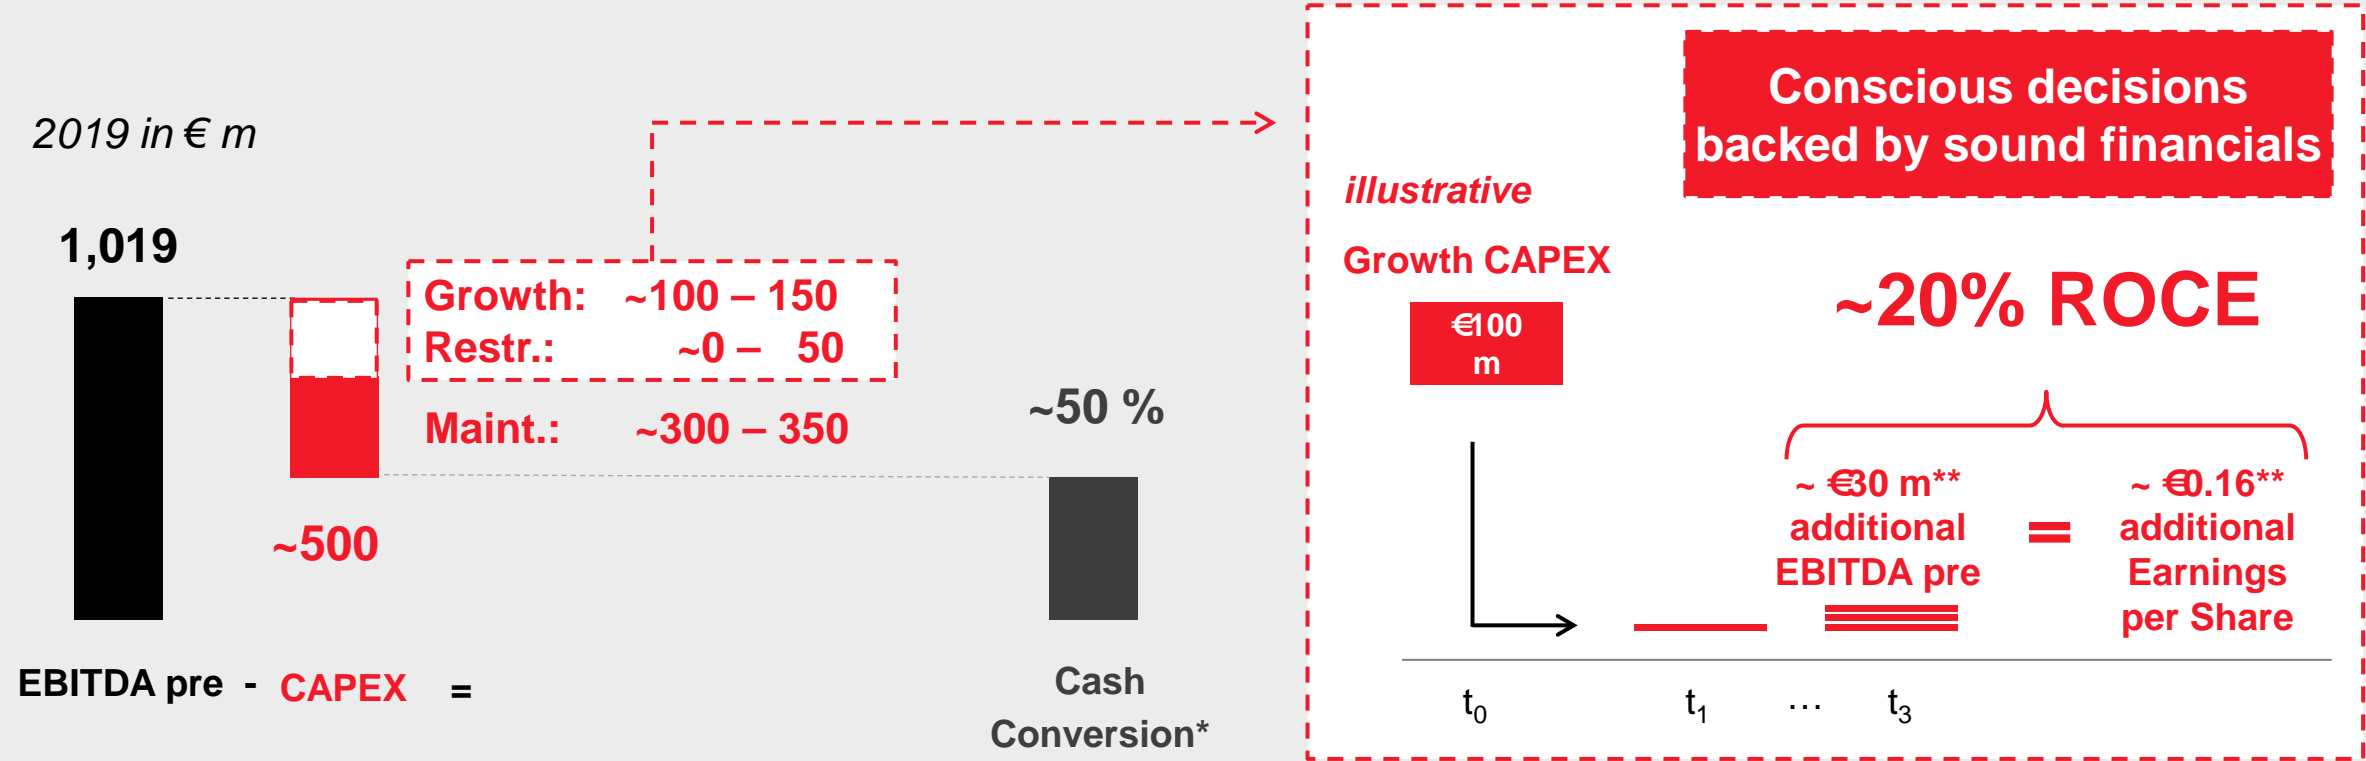 2019 in € m
1,019
Growth: ~100 – 150
Restr.: ~0 – 50
Maint.: ~300 – 350
~500
~50 %
EBITDA pre - CAPEX =
Cash
Conversion*
Conscious decisions
backed by sound financials
illustrative
Growth CAPEX
€100
m
~20% ROCE
~ €30 m**
additional
EBITDA pre
=
~ €0.16**
additional
Earnings
per Share
t0
t1
…
t3